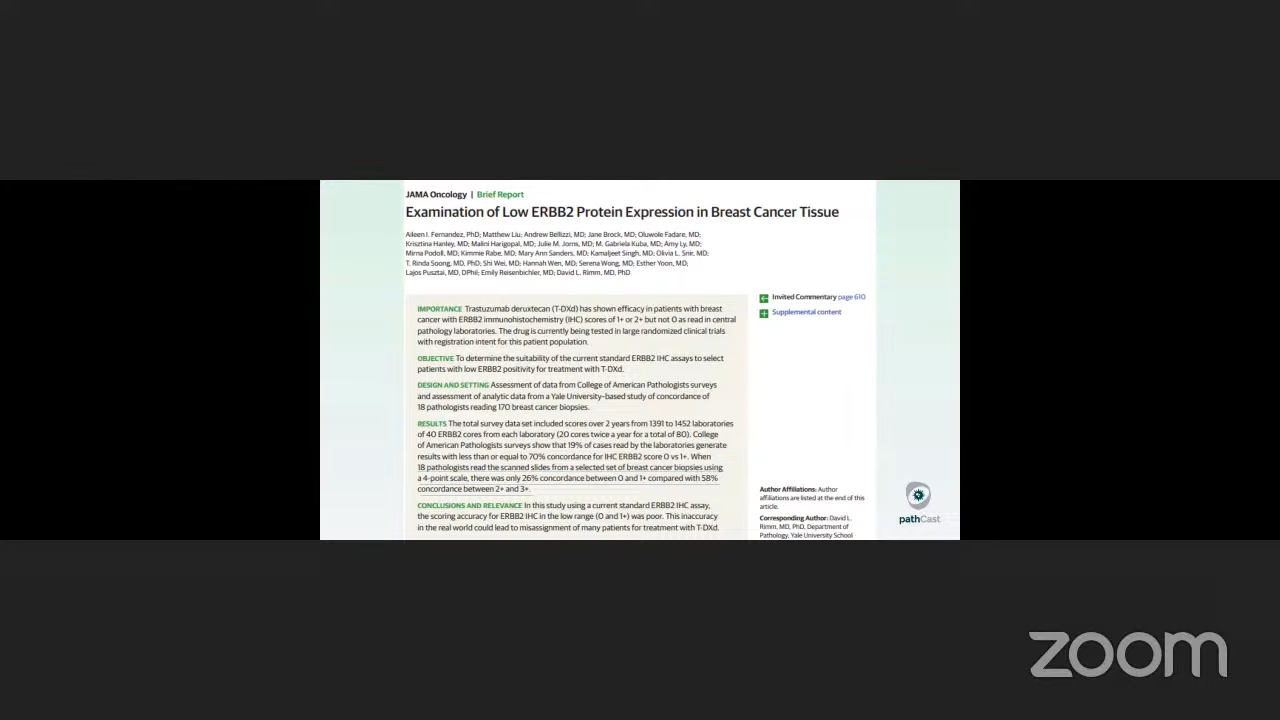 JAMA Oncology | Brief Report
Examination of Low ERBB2 Protein Expression in Breast Cancer Tissue
Aileen I. Fernandez, PhD; Matthew Liu; Andrew Bellizzi, MD; Jane Brock, MD; Oluwole Fadare, MD;
Krisztina Hanley, MD; Malini Harigopal, MD; Julie M. Jorns, MD; M. Gabriela Kuba, MD; Amy Ly, MD;
Mirna Podoll, MD; Kimmie Rabe, MD; Mary Ann Sanders, MD; Kamaljeet Singh, MD; Olivia L. Snir, MD;
T. Rinda Soong, MD, PhD; Shi Wei, MD; Hannah Wen, MD; Serena Wong, MD; Esther Yoon, MD;
Lajos Pusztai, MD, DPhil; Emily Reisenbichler, MD; David L. Rimm, MD, PhD
IMPORTANCE Trastuzumab deruxtecan (T-DXd) has shown efficacy in patients with breast
cancer with ERBB2 immunohistochemistry (IHC) scores of 1+ or 2+ but not 0 as read in central
pathology laboratories. The drug is currently being tested in large randomized clinical trials
with registration intent for this patient population.
OBJECTIVE To determine the suitability of the current standard ERBB2 IHC assays to select
patients with low ERBB2 positivity for treatment with T-DXd.
DESIGN AND SETTING Assessment of data from College of American Pathologists surveys
and assessment of analytic data from a Yale University-based study of concordance of
18 pathologists reading 170 breast cancer biopsies.
RESULTS The total survey data set included scores over 2 years from 1391 to 1452 laboratories
of 40 ERBB2 cores from each laboratory (20 cores twice a year for a total of 80). College
of American Pathologists surveys show that 19% of cases read by the laboratories generate
results with less than or equal to 70% concordance for IHC ERBB2 score 0 vs 1+. When
18 pathologists read the scanned slides from a selected set of breast cancer biopsies using
a 4-point scale, there was only 26% concordance between 0 and 1+ compared with 58%
concordance between 2+ and 3+.
CONCLUSIONS AND RELEVANCE In this study using a current standard ERBB2 IHC assay,
the scoring accuracy for ERBB2 IHC in the low range (0 and 1+) was poor. This inaccuracy
in the real world could lead to misassignment of many patients for treatment with T-DXd.
Invited Commentary page 610
Supplemental content
Author Affiliations: Author
affiliations are listed at the end of this
article.
Corresponding Author: David L.
Rimm, MD, PhD, Department of
Pathology, Yale University School
pathCast
zoom